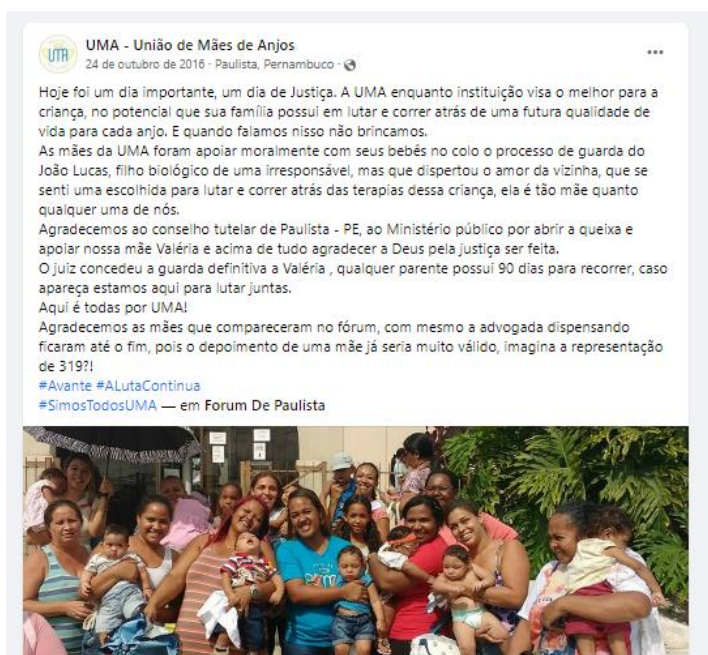 UMA - União de Mães de Anjos
24 de outubro de 2016 · Paulista, Pernambuco ·
Hoje foi um dia importante, um dia de Justiça. A UMA enquanto instituição visa o melhor para a
criança, no potencial que sua família possui em lutar e correr atrás de uma futura qualidade de
vida para cada anjo. E quando falamos nisso não brincamos.
As mães da UMA foram apoiar moralmente com seus bebês no colo o processo de guarda do
João Lucas, filho biológico de uma irresponsável, mas que dispertou o amor da vizinha, que se
senti uma escolhida para lutar e correr atrás das terapias dessa criança, ela é tão mãe quanto
qualquer uma de nós.
Agradecemos ao conselho tutelar de Paulista - PE, ao Ministério público por abrir a queixa e
apoiar nossa mãe Valéria e acima de tudo agradecer a Deus pela justiça ser feita.
O juiz concedeu a guarda definitiva a Valéria , qualquer parente possui 90 dias para recorrer, caso
apareça estamos aqui para lutar juntas.
Aqui é todas por UMA!
Agradecemos as mães que compareceram no fórum, com mesmo a advogada dispensando
ficaram até o fim, pois o depoimento de uma mãe já seria muito válido, imagina a representação
de 319?!
#Avante #ALutaContinua
#SimosTodosUMA — em Forum De Paulista